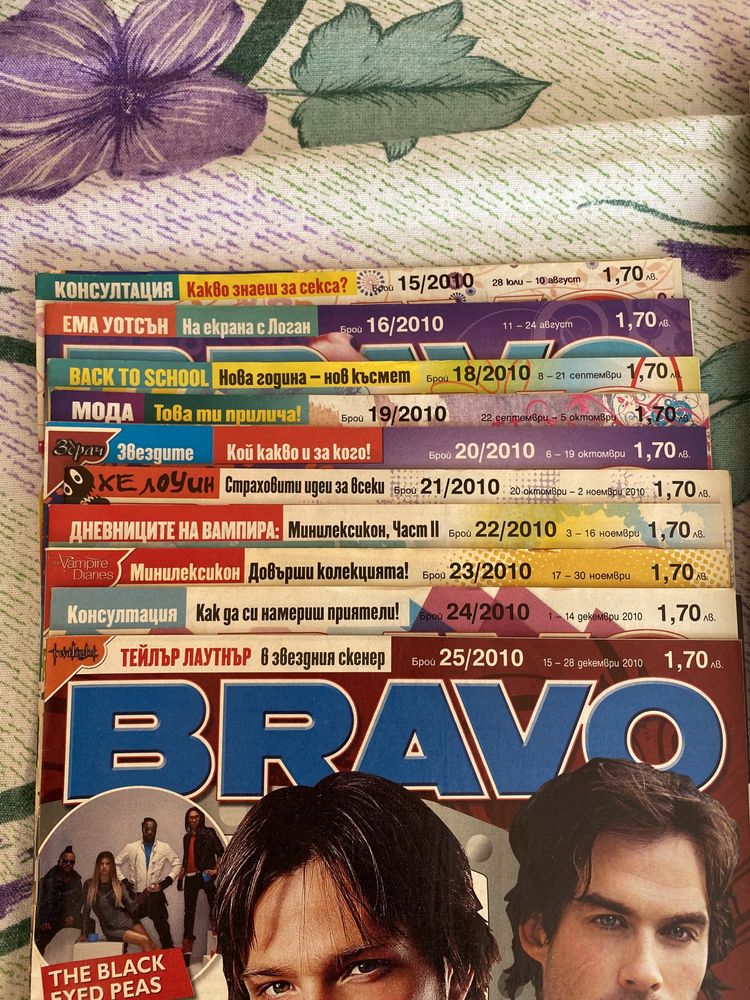 КОНСУЛТАЦИЯ Какво знаеш за секса? Брой 15/2010 28 юли – 10 август 1,70 лв.
ЕМА УОТСЪН На екрана с Логан Брой 16/2010 11 – 24 август 1,70 лв.
BACK TO SCHOOL Нова година – нов късмет Брой 18/2010 8 – 21 септември 1,70 лв.
МОДА Това ти прилича! Брой 19/2010 22 септември – 5 октомври 1,70 лв.
Здрач Звездите Кой какво и за кого! Брой 20/2010 6 – 19 октомври 1,70 лв.
ХЕЛОУИН Страховити идеи за всеки Брой 21/2010 20 октомври – 2 ноември 2010 1,70 лв.
ДНЕВНИЦИТЕ НА ВАМПИРА: Минилексикон, Част II Брой 22/2010 3 – 16 ноември 1,70 лв.
Vampire Diaries Минилексикон Довърши колекцията! Брой 23/2010 17 – 30 ноември 1,70 лв.
Консултация Как да си намериш приятели! Брой 24/2010 1 – 14 декември 2010 1,70 лв.
twilight ТЕЙЛЪР ЛАУТНЪР в звездния скенер Брой 25/2010 15 – 28 декември 2010 1,70 лв.
BRAVO
THE BLACK
EYED PEAS